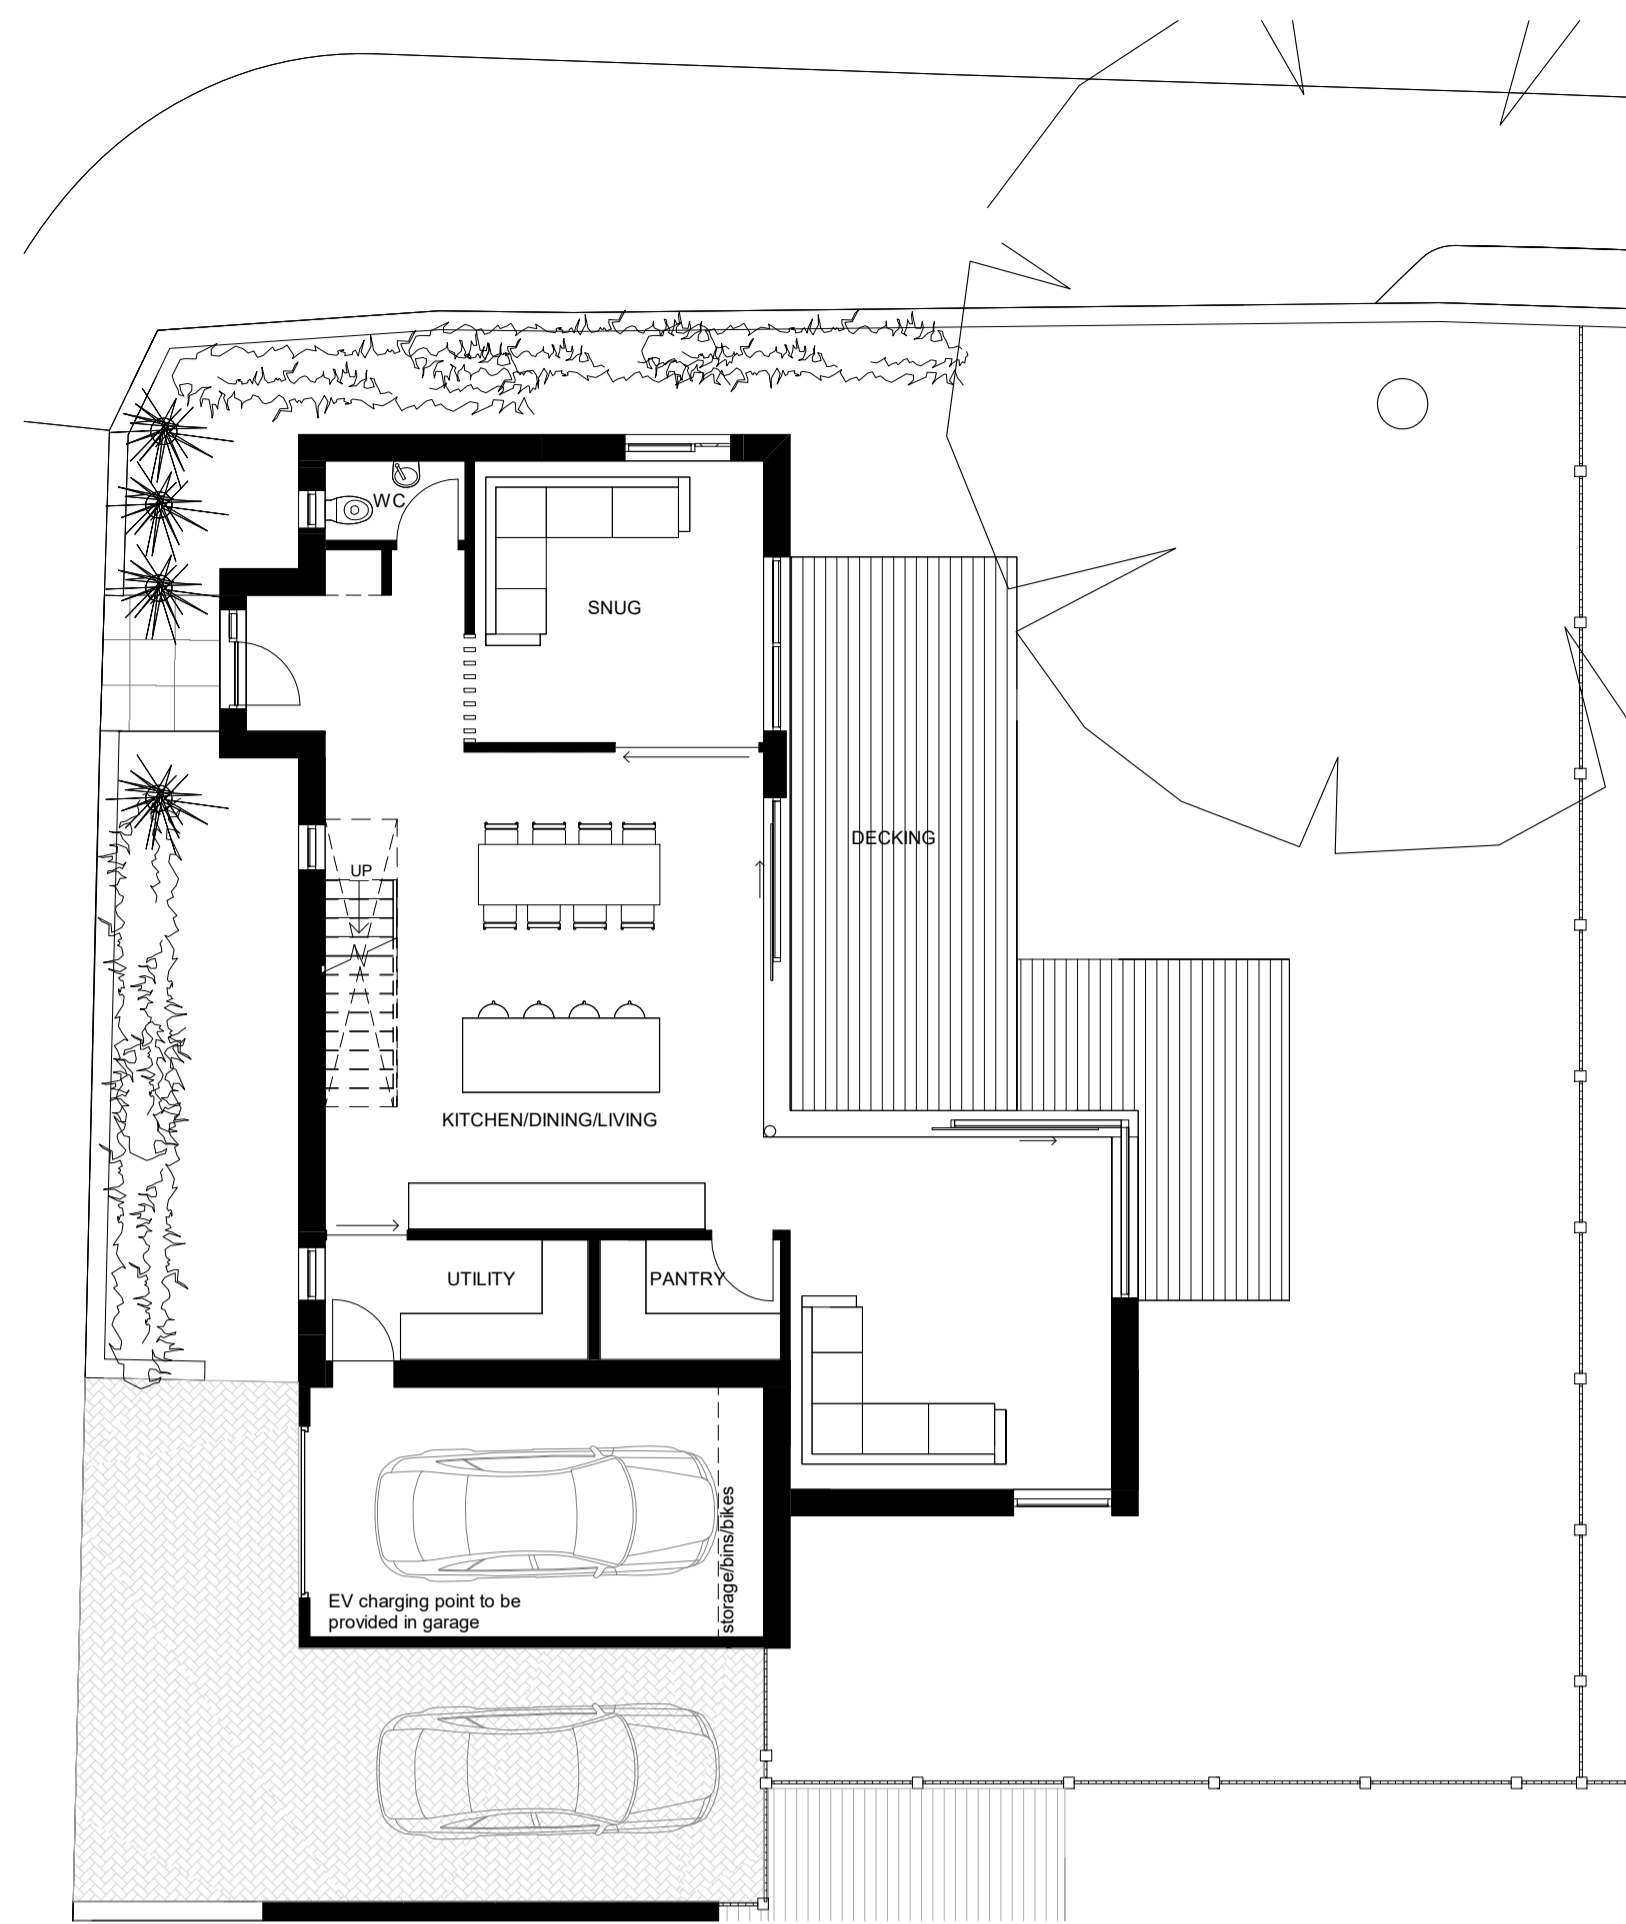 WC
SNUG
DECKING
UP
KITCHEN/DINING/LIVING
UTILITY
PANTRY
storage/bins/bikes
EV charging point to be
provided in garage